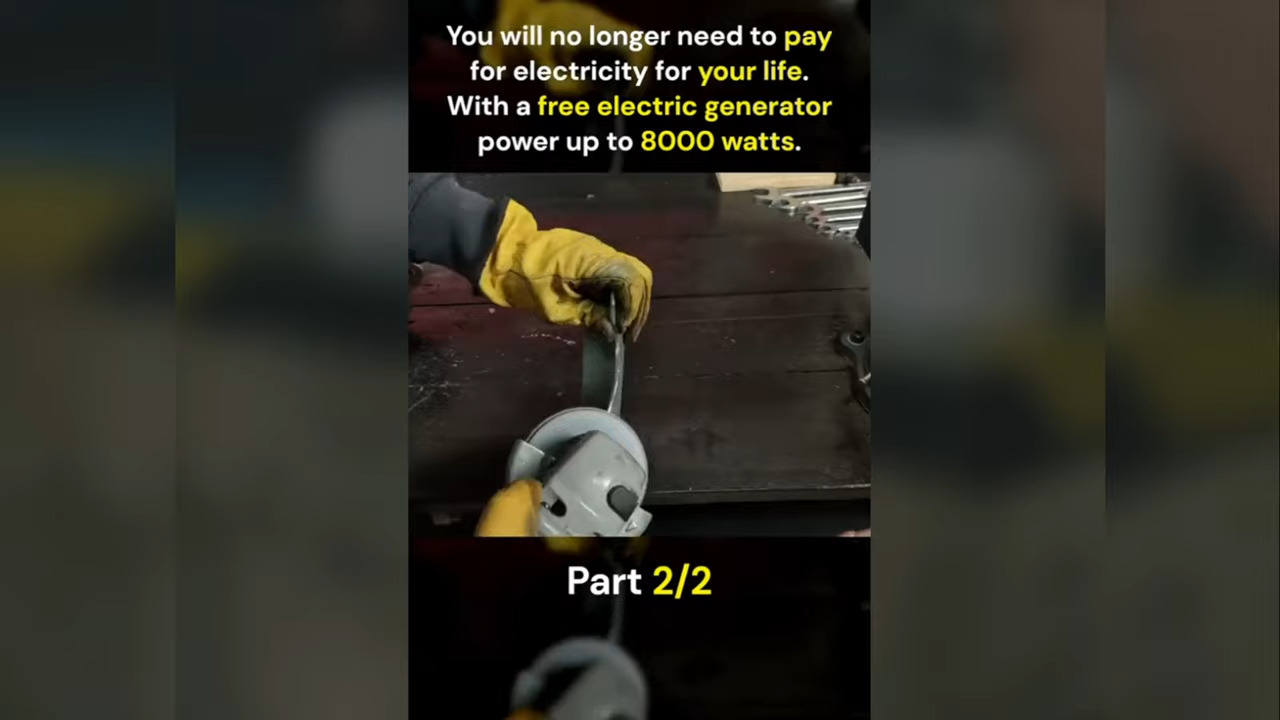 You will no longer need to pay
for electricity for your life.
With a free electric generator
power up to 8000 watts.
Part 2/2